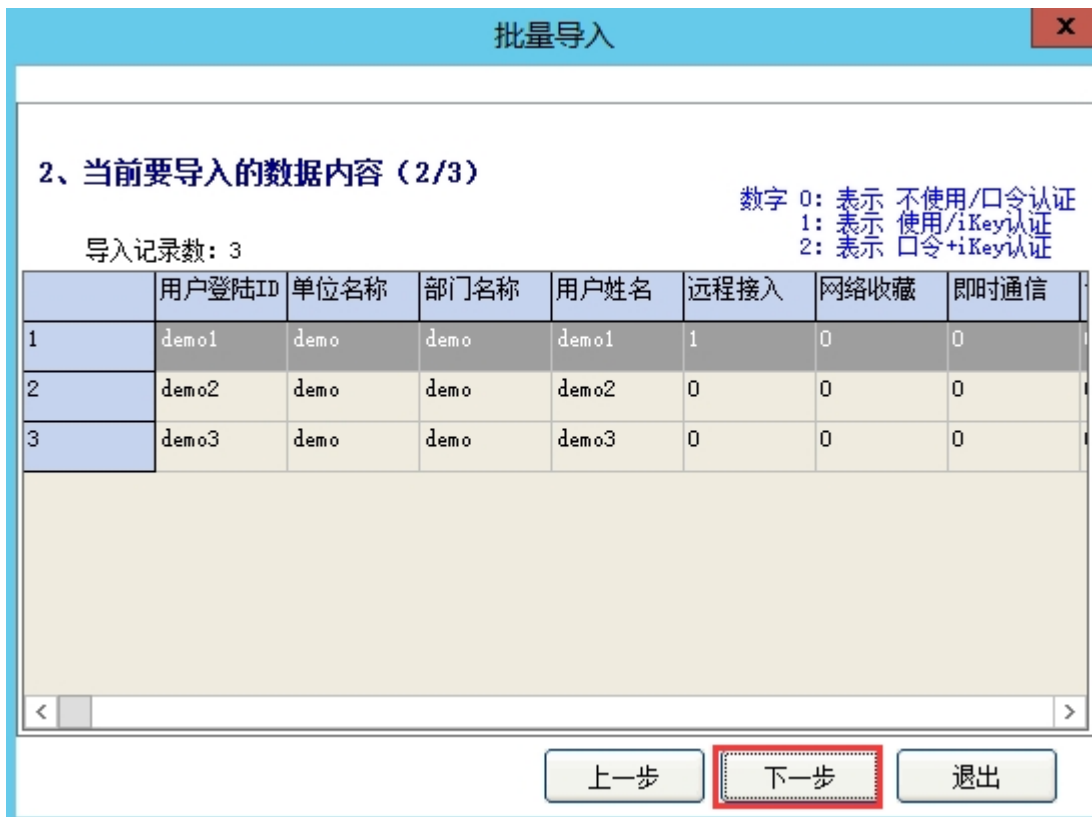 批量导入
x
2、当前要导入的数据内容（2/3）
数字 0: 表示 不使用/口令认证
1: 表示 使用/iKey认证
2: 表示 口令+iKey认证
导入记录数: 3
用户登陆ID 单位名称 部门名称 用户姓名 远程接入 网络收藏 即时通信
1 demo1 demo demo demo1 1 0 0
2 demo2 demo demo demo2 0 0 0
3 demo3 demo demo demo3 0 0 0
上一步 下一步 退出